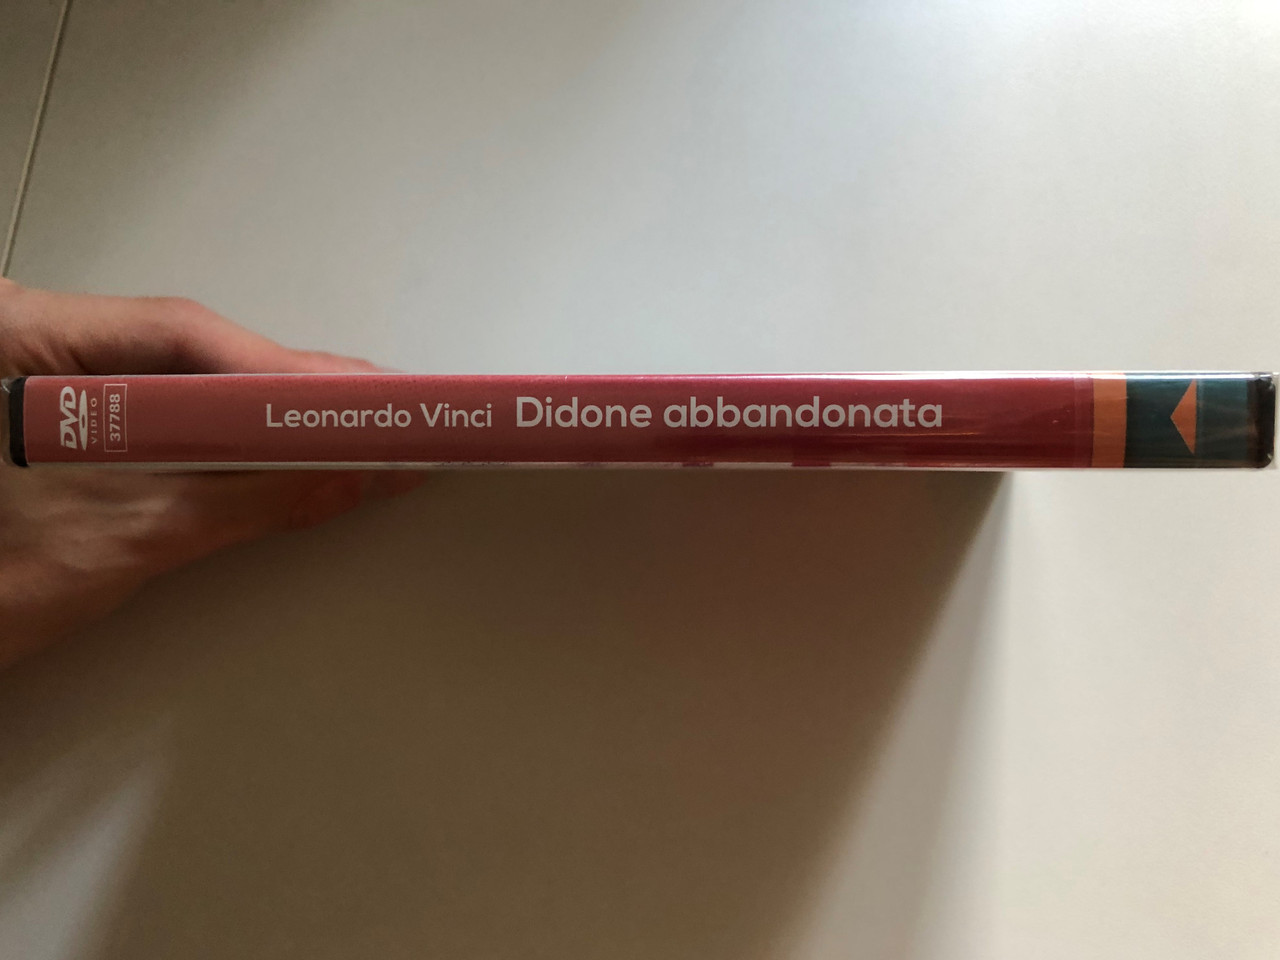 DVD
VIDEO
37788
Leonardo Vinci Didone abbandonata